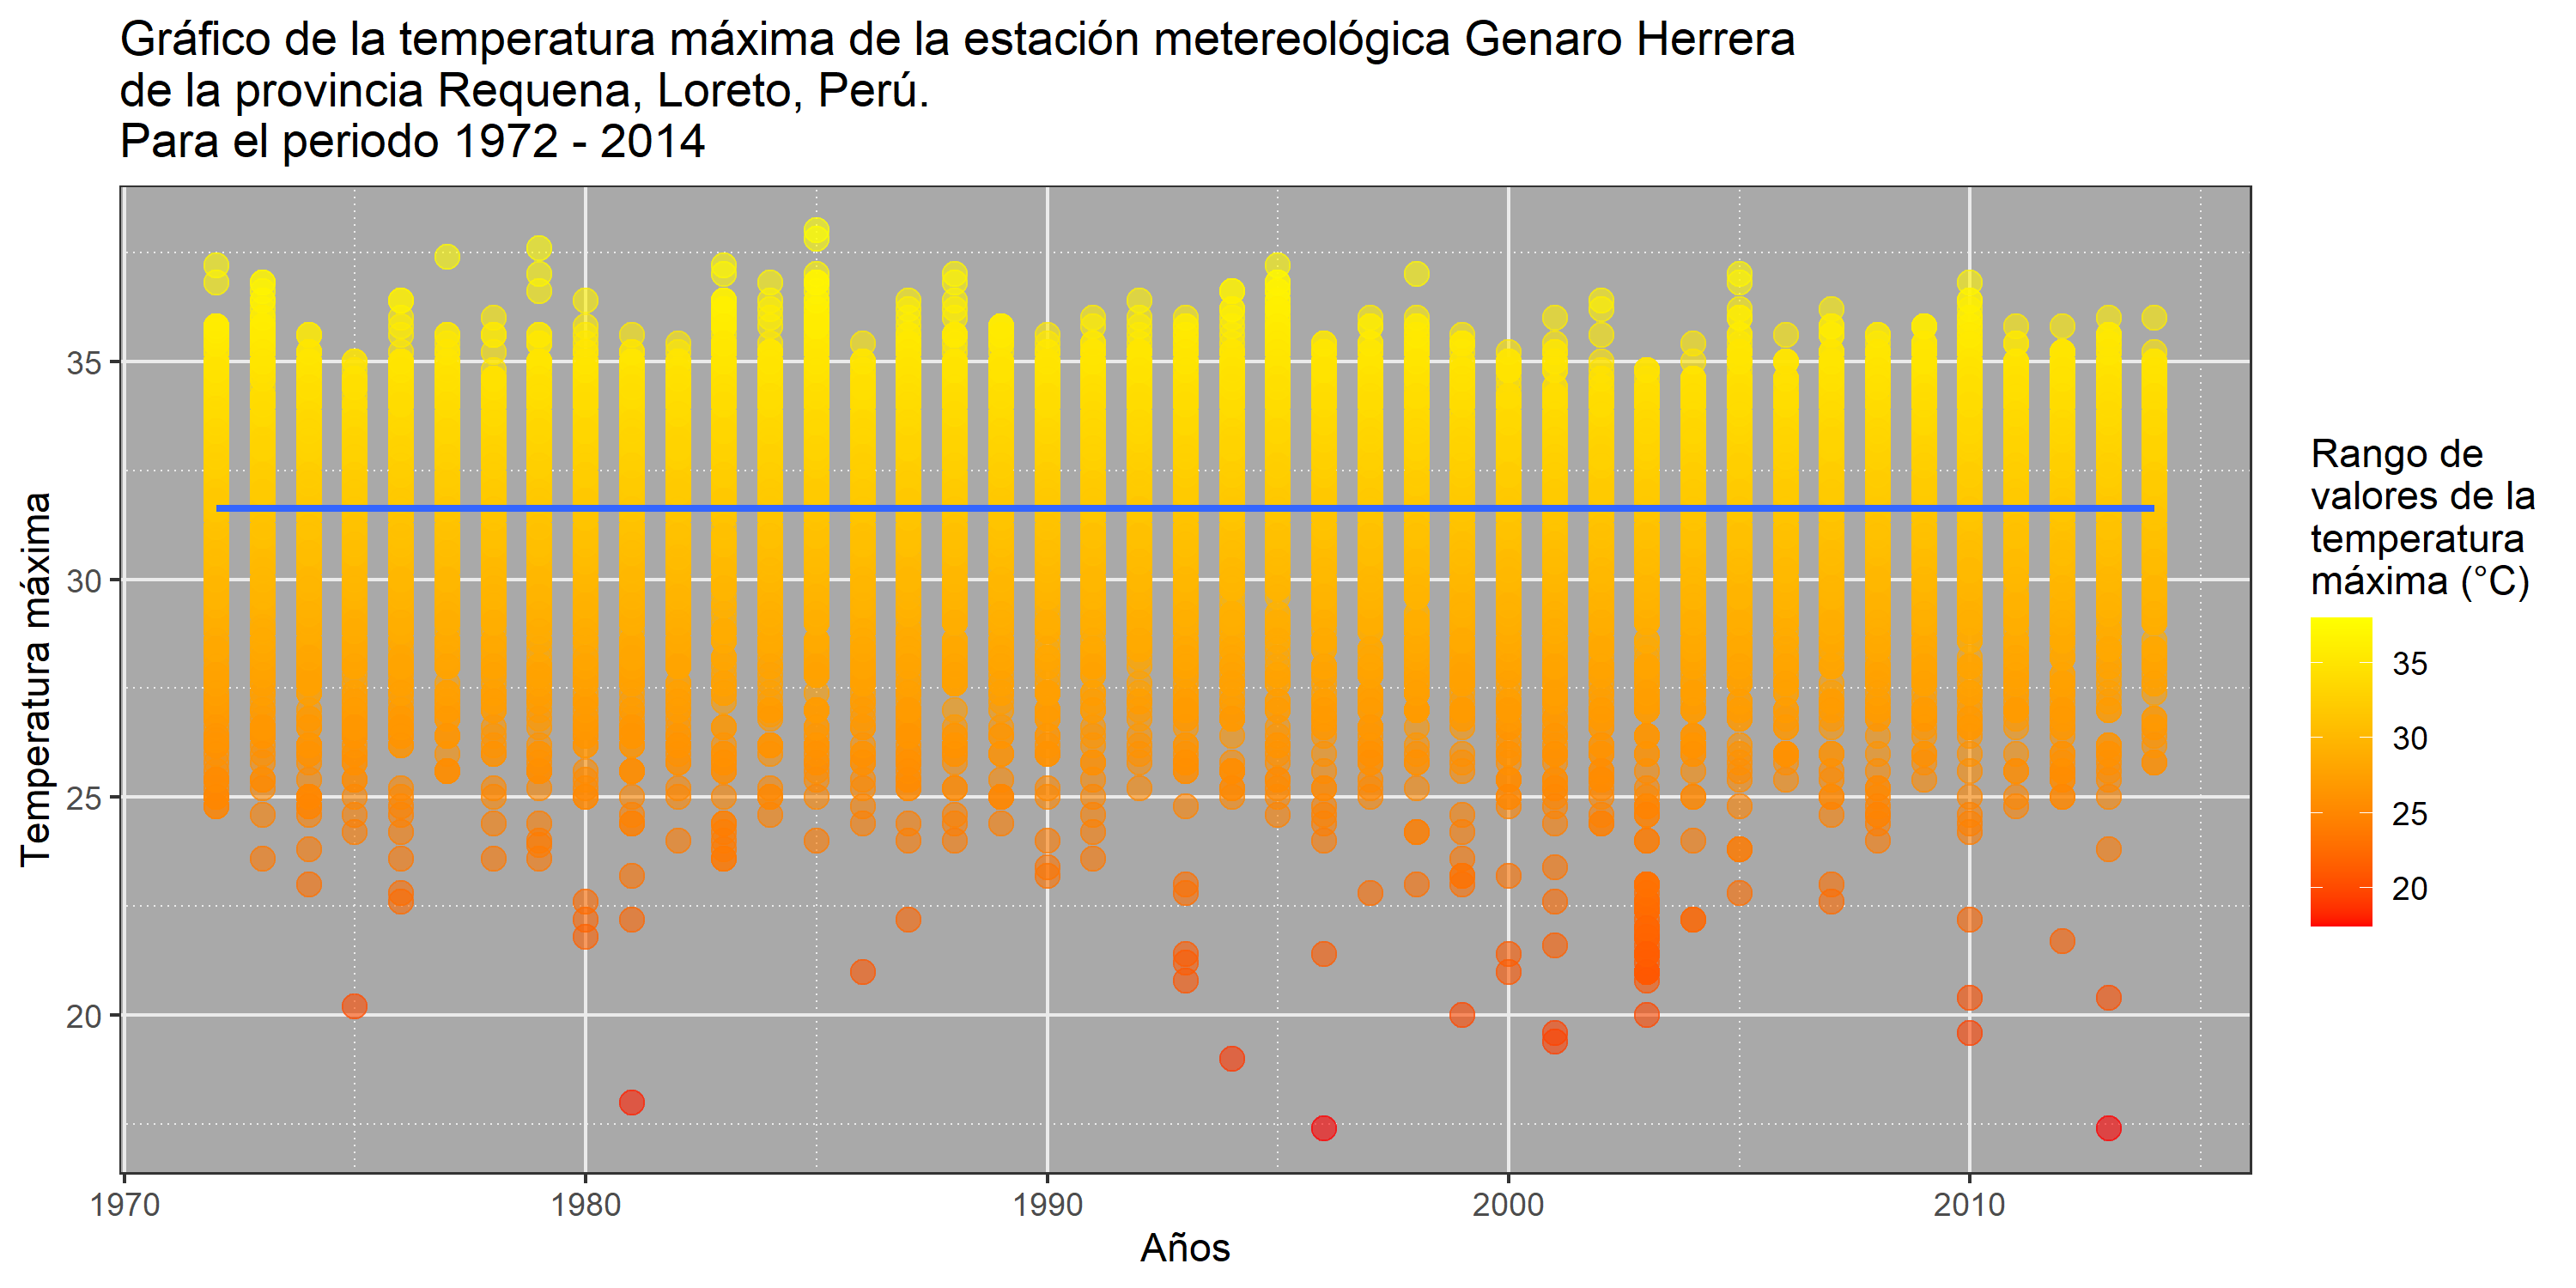 Gráfico de la temperatura máxima de la estación metereológica Genaro Herrera
de la provincia Requena, Loreto, Perú.
Para el periodo 1972 - 2014
Temperatura máxima
35
30
25
20
1970
1980
1990
2000
2010
Años
Rango de
valores de la
temperatura
máxima (°C)
35
30
25
20